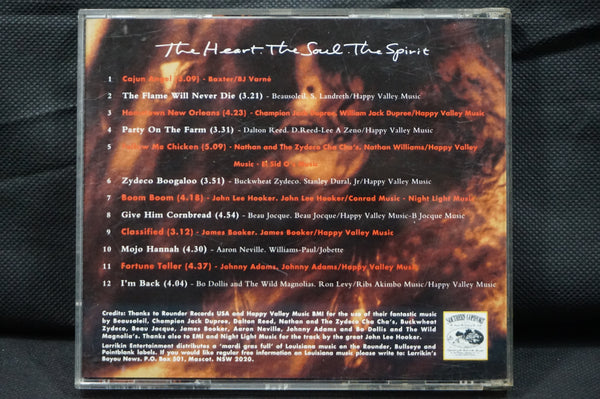 The Heart. The Soul. The Spirit
1 Cajun Angel (3.09) - Baxter/BJ Varné
2 The Flame Will Never Die (3.21) - Beausoleil, S. Landreth/Happy Valley Music
3 Down New Orleans (4.23) - Champion Jack Dupree, William Jack Dupree/Happy Valley Music
4 Party On The Farm (3.31) - Dalton Reed. D.Reed-Lee A Zeno/Happy Valley Music
5 Follow Me Chicken (5.09) - Nathan and The Zydeco Cha Cha's, Nathan Williams/Happy Valley
Music - El Sid O's
6 Zydeco Boogaloo (3.51) - Buckwheat Zydeco. Stanley Dural, Jr/Happy Valley Music
7 Boom Boom (4.18) - John Lee Hooker. John Lee Hooker/Conrad Music - Night Light Music
8 Give Him Cornbread (4.54) - Beau Jocque. Beau Jocque/Happy Valley Music-B Jocque Music
9 Classified (3.12) - James Booker. James Booker/Happy Valley Music
10 Mojo Hannah (4.30) - Aaron Neville. Williams-Paul/Jobette
11 Fortune Teller (4.37) - Johnny Adams, Johnny Adams/Happy Valley Music
12 I'm Back (4.04) - Bo Dollis and The Wild Magnolias. Ron Levy/Ribs Akimbo Music/Happy Valley Music
Credits: Thanks to Rounder Records USA and Happy Valley Music BMI for the use of their fantastic music
by Beausoleil, Champion Jack Dupree, Dalton Reed, Nathan and The Zydeco Cha Cha's, Buckwheat
Zydeco, Beau Jocque, James Booker, Aaron Neville, Johnny Adams and Bo Dollis and The Wild
Magnolia's. Thanks also to EMI and Night Light Music for the track by the great John Lee Hooker.
Larrikin Entertainment distributes a 'mardi gras full' of Louisiana music on the Rounder, Bullseye and
Pointblank labels. If you would like regular free information on Louisiana music please write to: Larrikin's
Bayou News. P.O. Box 501, Mascot, NSW 2020.
SOUTHERN COMFORT